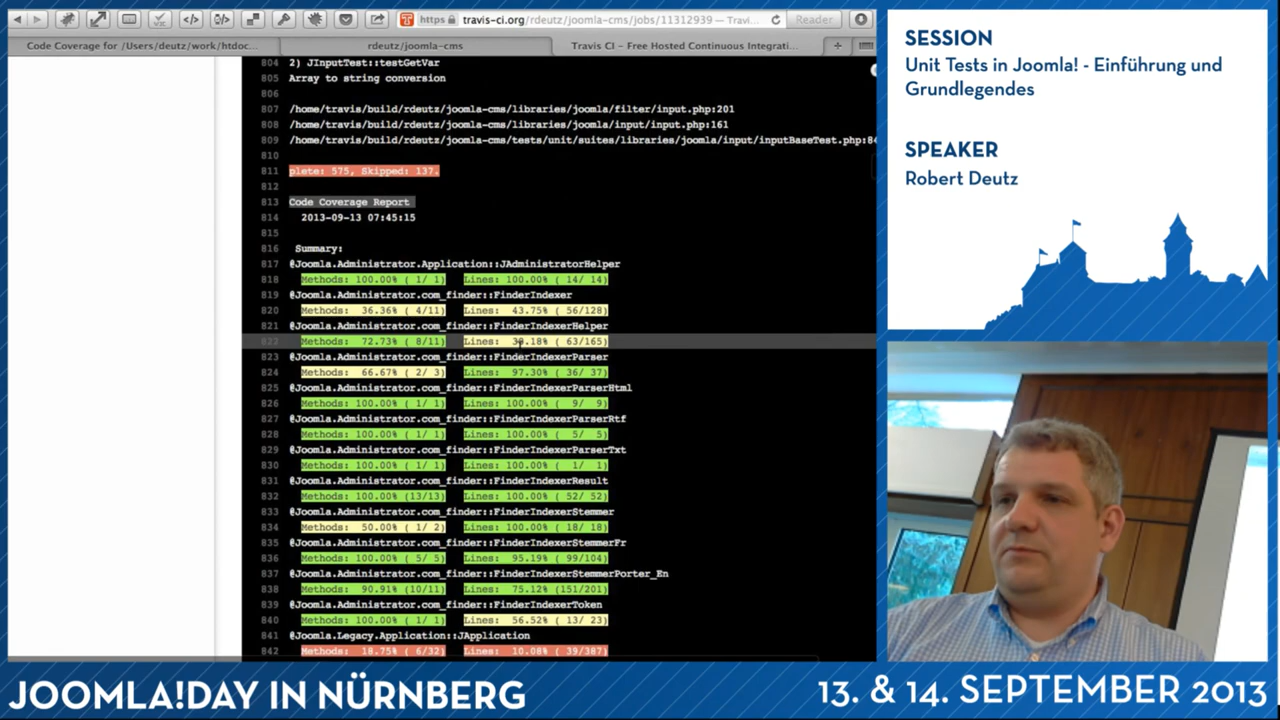 https
travis-ci.org/rdeutz/joomla-cms/jobs/11312939 — Travi...
Reader
Code Coverage for /Users/deutz/work/htdoc...
rdeutz/joomla-cms
Travis CI - Free Hosted Continuous Integrati...
804 2) JInputTest::testGetVar
805 Array to string conversion
806
807 /home/travis/build/rdeutz/joomla-cms/libraries/joomla/filter/input.php:201
808 /home/travis/build/rdeutz/joomla-cms/libraries/joomla/input/input.php:161
809 /home/travis/build/rdeutz/joomla-cms/tests/unit/suites/libraries/joomla/input/inputBaseTest.php:8
810
811 plete: 575, Skipped: 137.
812
813 Code Coverage Report
814 2013-09-13 07:45:15
815
816 Summary:
817 @Joomla.Administrator.Application::JAdministratorHelper
818 Methods: 100.00% ( 1/ 1) Lines: 100.00% ( 14/ 14)
819 @Joomla.Administrator.com_finder::FinderIndexer
820 Methods: 36.36% ( 4/11) Lines: 43.75% ( 56/128)
821 @Joomla.Administrator.com_finder::FinderIndexerHelper
822 Methods: 72.73% ( 8/11) Lines: ( 63/165)
823 @Joomla.Administrator.com_finder::FinderIndexerParser
824 Methods: 66.67% ( 2/ 3) Lines: 97.30% ( 36/ 37)
825 @Joomla.Administrator.com_finder::FinderIndexerParserHtml
826 Methods: 100.00% ( 1/ 1) Lines: 100.00% ( 9/ 9)
827 @Joomla.Administrator.com_finder::FinderIndexerParserRtf
828 Methods: 100.00% ( 1/ 1) Lines: 100.00% ( 5/ 5)
829 @Joomla.Administrator.com_finder::FinderIndexerParserTxt
830 Methods: 100.00% ( 1/ 1) Lines: 100.00% ( 1/ 1)
831 @Joomla.Administrator.com_finder::FinderIndexerResult
832 Methods: 100.00% (13/13) Lines: 100.00% ( 52/ 52)
833 @Joomla.Administrator.com_finder::FinderIndexerStemmer
834 Methods: 50.00% ( 1/ 2) Lines: 100.00% ( 18/ 18)
835 @Joomla.Administrator.com_finder::FinderIndexerStemmerFr
836 Methods: 100.00% ( 5/ 5) Lines: 95.19% ( 99/104)
837 @Joomla.Administrator.com_finder::FinderIndexerStemmerPorter_En
838 Methods: 90.91% (10/11) Lines: 75.12% (151/201)
839 @Joomla.Administrator.com_finder::FinderIndexerToken
840 Methods: 100.00% ( 1/ 1) Lines: 56.52% ( 13/ 23)
841 @Joomla.Legacy.Application::JApplication
842 Methods: 18.75% ( 6/32) Lines: 10.08% ( 39/387)
SESSION
Unit Tests in Joomla! - Einführung und
Grundlegendes
SPEAKER
Robert Deutz
JOOMLA!DAY IN NÜRNBERG
13. & 14. SEPTEMBER 2013